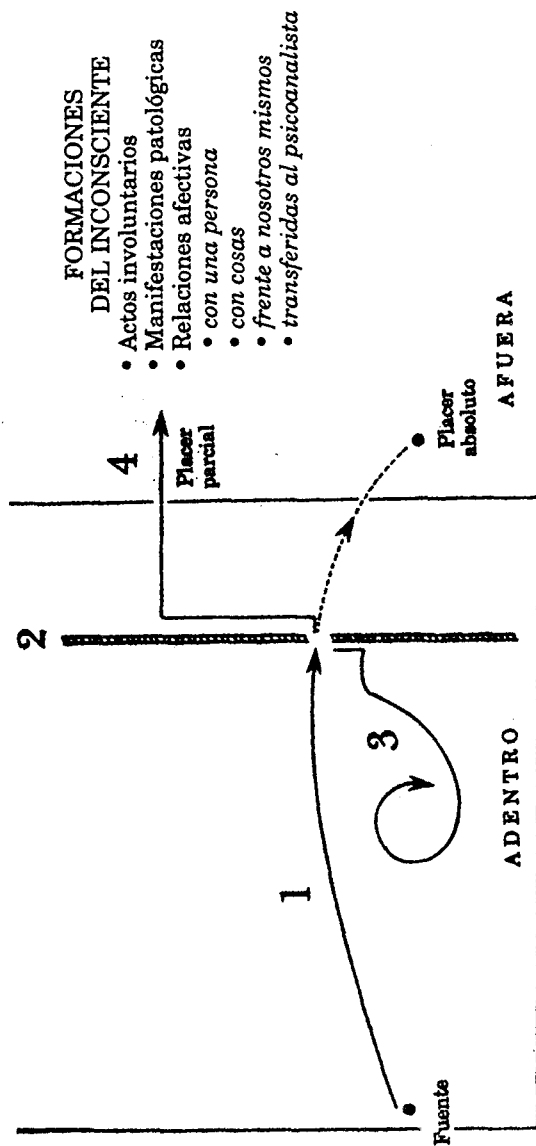 FORMACIONES
DEL INCONSCIENTE
• Actos involuntarios
• Manifestaciones patológicas
• Relaciones afectivas
• con una persona
• con cosas
• frente a nosotros mismos
• transferidas al psicoanalista
4
Placer
parcial
2
Placer
absoluto
AFUERA
1
3
ADENTRO
Fuente